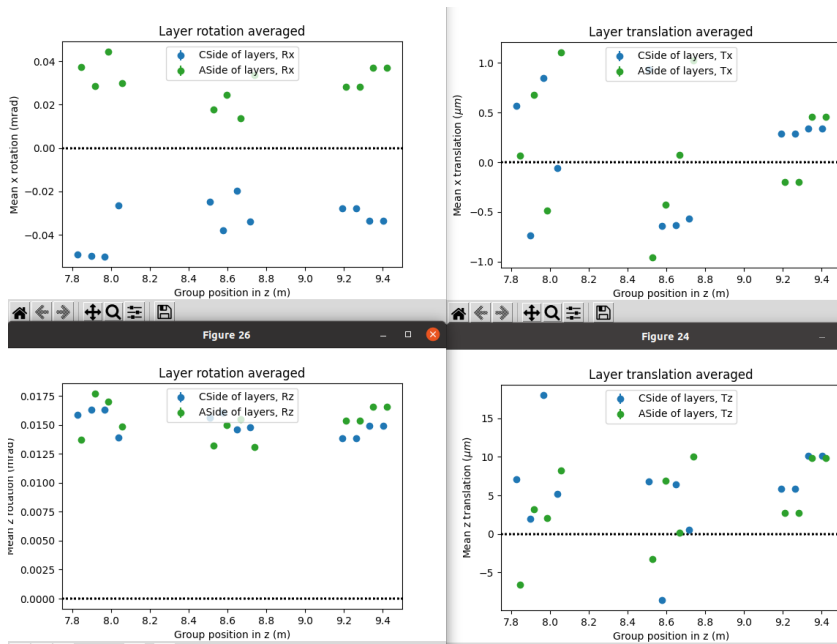 Layer rotation averaged
CSide of layers, Rx
ASide of layers, Rx
Mean x rotation (mrad)
0.04
0.02
0.00
−0.02
−0.04
7.8 8.0 8.2 8.4 8.6 8.8 9.0 9.2 9.4
Group position in z (m)
Layer translation averaged
CSide of layers, Tx
ASide of layers, Tx
Mean x translation (μm)
1.0
0.5
0.0
−0.5
−1.0
7.8 8.0 8.2 8.4 8.6 8.8 9.0 9.2 9.4
Group position in z (m)
Figure 26
Layer rotation averaged
CSide of layers, Rz
ASide of layers, Rz
Mean z rotation (mrad)
0.0175
0.0150
0.0125
0.0100
0.0075
0.0050
0.0025
0.0000
7.8 8.0 8.2 8.4 8.6 8.8 9.0 9.2 9.4
Group position in z (m)
Figure 24
Layer translation averaged
CSide of layers, Tz
ASide of layers, Tz
Mean z translation (μm)
15
10
5
0
−5
7.8 8.0 8.2 8.4 8.6 8.8 9.0 9.2 9.4
Group position in z (m)